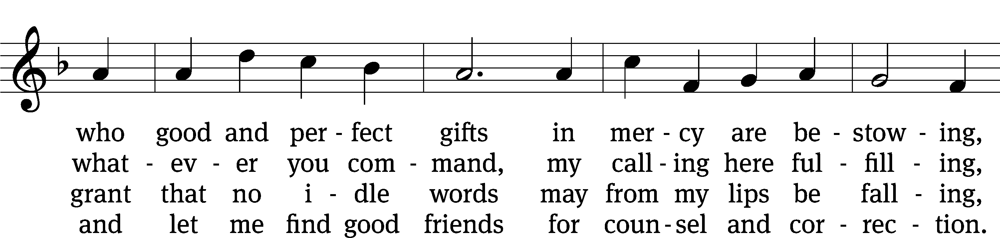 who good and per - fect gifts in mer - cy are be - stow - ing,
what - ev - er you com - mand, my call - ing here ful - fill - ing,
grant that no i - dle words may from my lips be fall - ing,
and let me find good friends for coun - sel and cor - rec - tion.